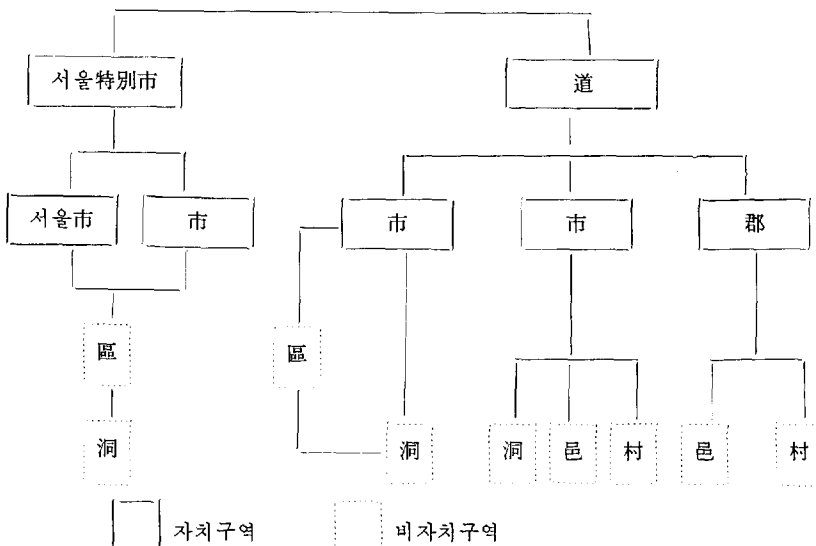 서울特別市 道
서울市 市 市 市 郡
區 區
洞 洞 洞 邑 村 邑 村
자치구역 비자치구역